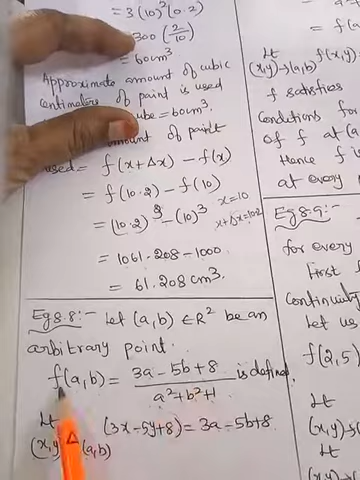 = 3(10)²(0.2)
300 (2/10)
= 60cm³
Approximate amount of cubic
centimeters of paint is used
cube = 60cm³.
amount of paint
used = f(x+Δx) - f(x)
= f(10.2) - f(10)
= (10.2)³ - (10)³ x=10
x+Δx=10.2
= 1061.208 - 1000
= 61.208 cm³.
Eg 8.8:- Let (a,b) ∈ R² be an
arbitrary point.
f(a,b) = 3a - 5b + 8 / a²+b²+1 is defined
Lt (3x-5y+8) = 3a-5b+8
(x,y)→(a,b)
= f(a
Lt f(x,y)
(x,y)→(a,b)
f satisfies
Conditions for
of f at (a
Hence f is
at every
Eg 8.9:-
for every
First f
Continuity
Let us
f(2,5)
Lt
(x,y)→(
Lt
(x,y)→